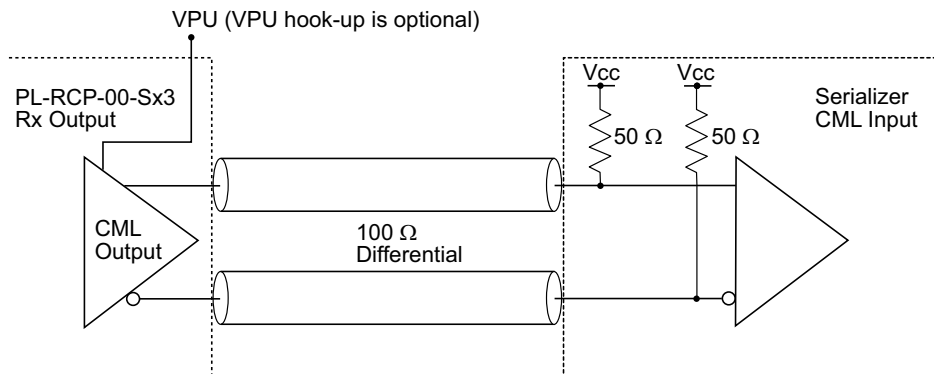 VPU (VPU hook-up is optional)
PL-RCP-00-Sx3
Rx Output
Vcc
Vcc
Serializer
CML Input
50 Ω
50 Ω
CML
Output
100 Ω
Differential